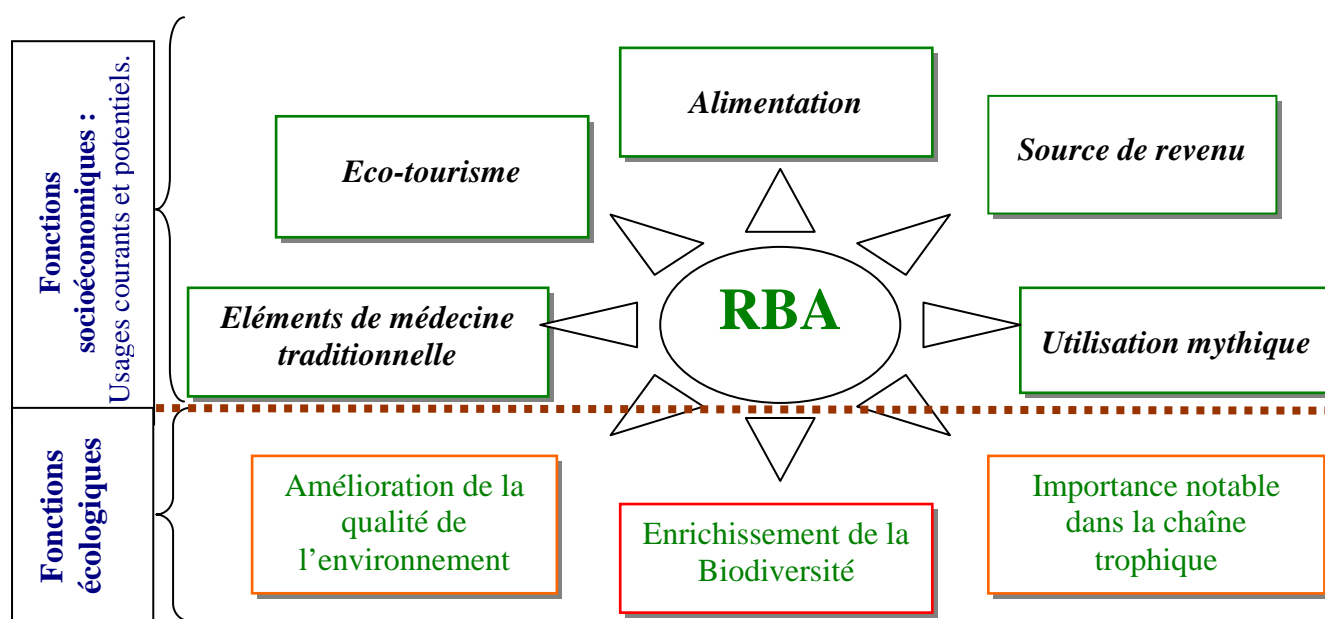 Fonctions
socioéconomiques :
Usages courants et potentiels.
Alimentation
Eco-tourisme
Source de revenu
RBA
Eléments de médecine
traditionnelle
Utilisation mythique
Fonctions
écologiques
Amélioration de la
qualité de
l’environnement
Enrichissement de la
Biodiversité
Importance notable
dans la chaîne
trophique